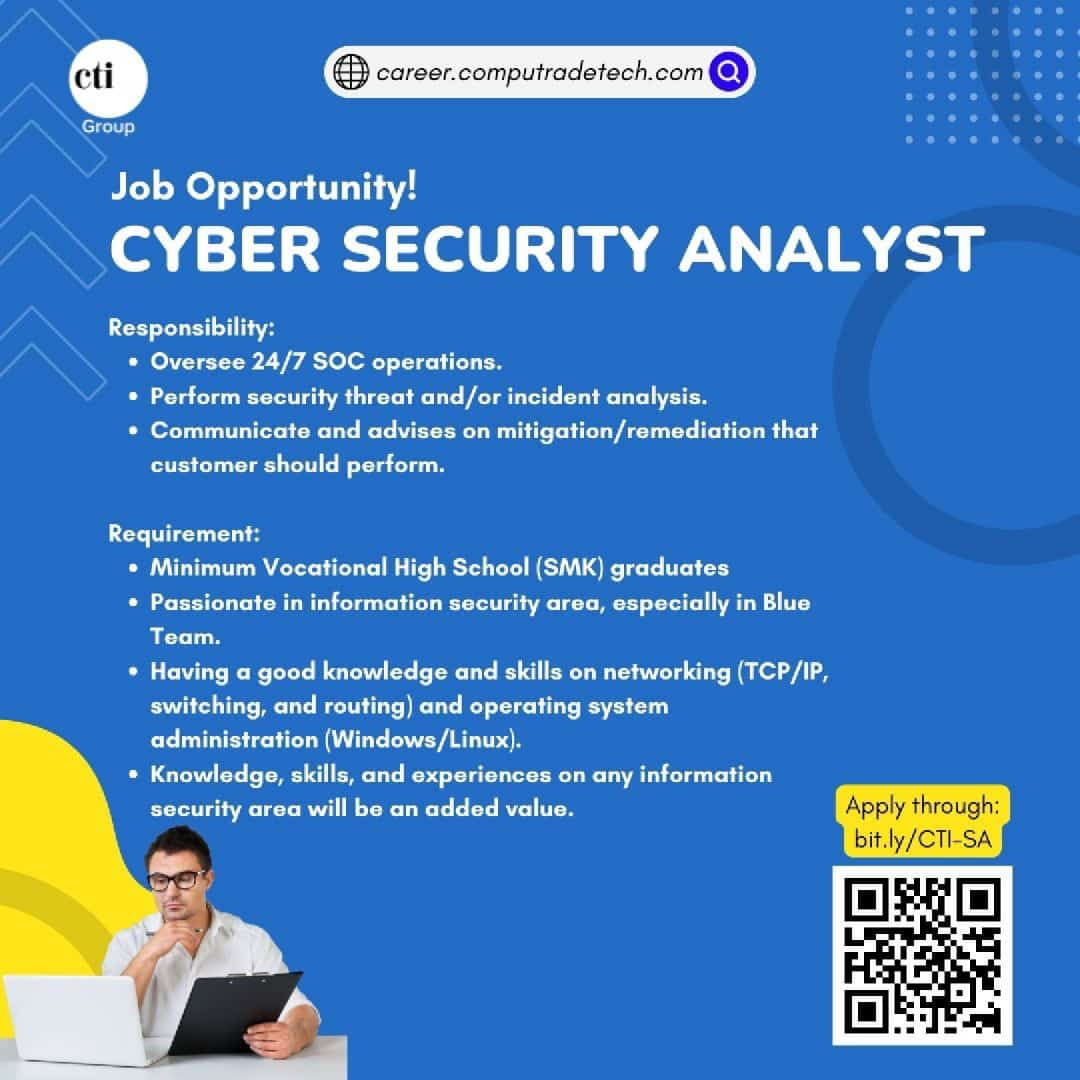 cti
Group
career.computradetech.com
Job Opportunity!
CYBER SECURITY ANALYST
Responsibility:
• Oversee 24/7 SOC operations.
• Perform security threat and/or incident analysis.
• Communicate and advises on mitigation/remediation that
customer should perform.
Requirement:
• Minimum Vocational High School (SMK) graduates
• Passionate in information security area, especially in Blue
Team.
• Having a good knowledge and skills on networking (TCP/IP,
switching, and routing) and operating system
administration (Windows/Linux).
• Knowledge, skills, and experiences on any information
security area will be an added value.
Apply through:
bit.ly/CTI-SA